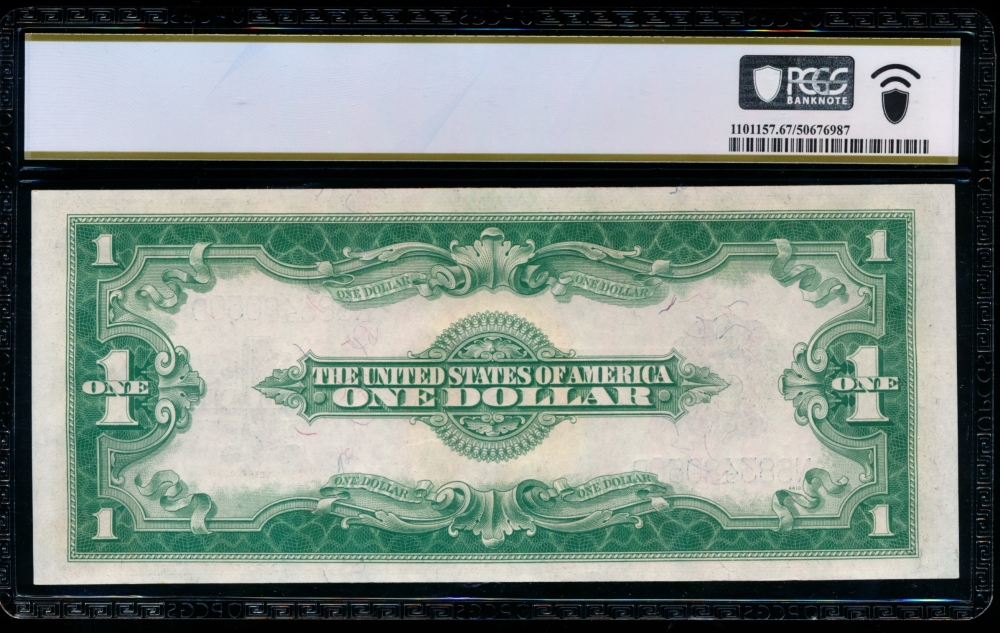 PCGS
BANKNOTE
1101157.67/50676987
1 1
ONE DOLLAR ONE DOLLAR
1 1
ONE ONE
THE UNITED STATES OF AMERICA
ONE DOLLAR
ONE DOLLAR ONE DOLLAR
1 1